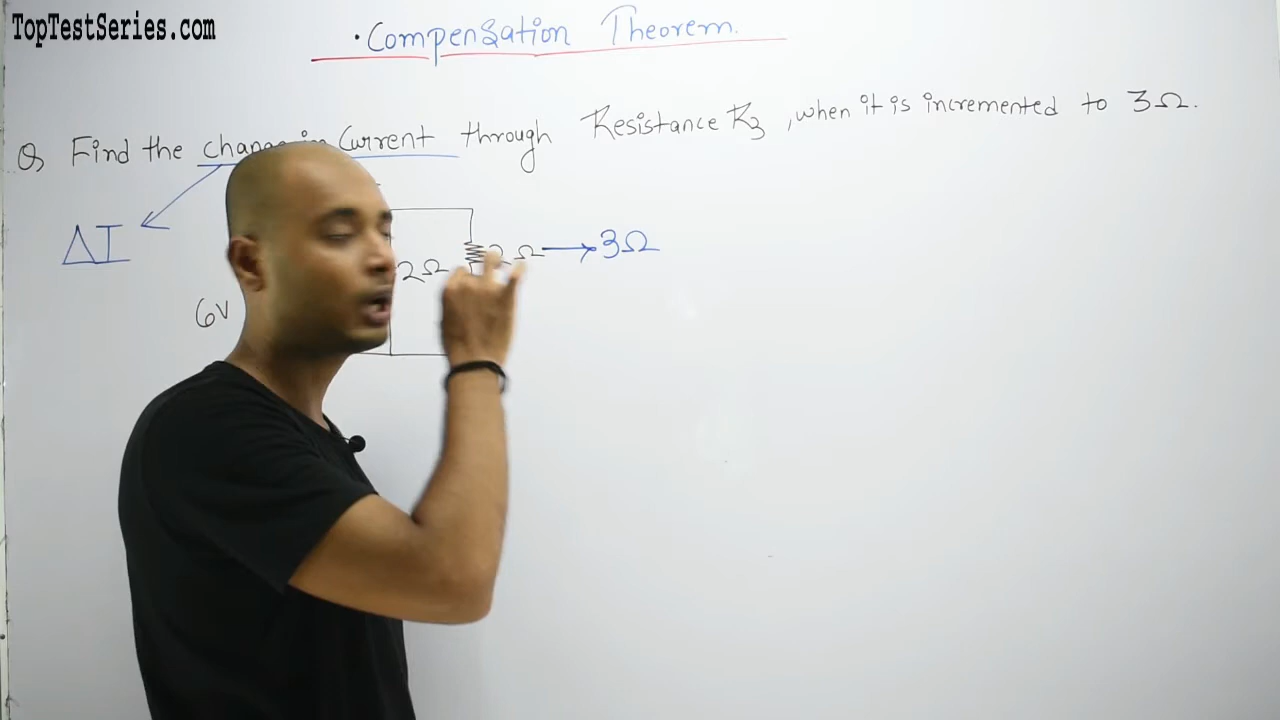 TopTestSeries.com
• Compensation Theorem.
Q Find the change in Current through Resistance R3, when it is incremented to 3Ω.
ΔI
2Ω 2Ω → 3Ω
6V